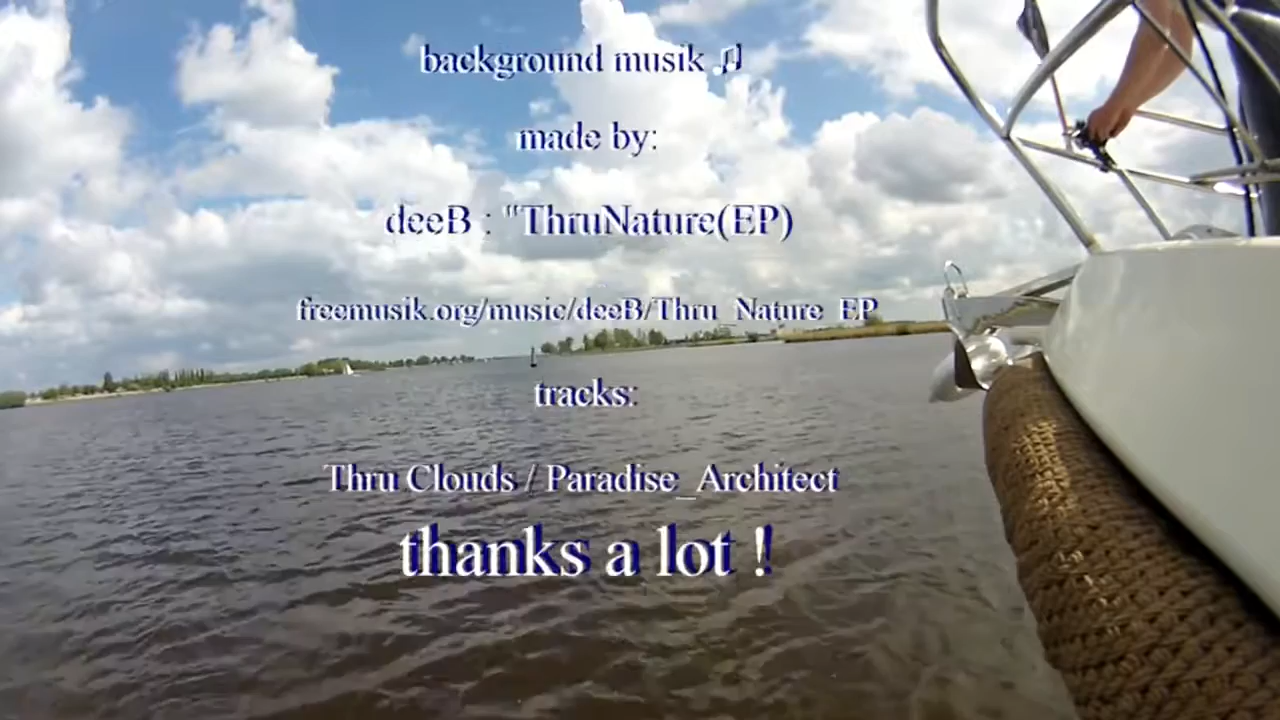 background musik ♫
made by:
deeB : "ThruNature(EP)
freemusik.org/music/deeB/Thru_Nature_EP
tracks:
Thru Clouds / Paradise_Architect
thanks a lot !